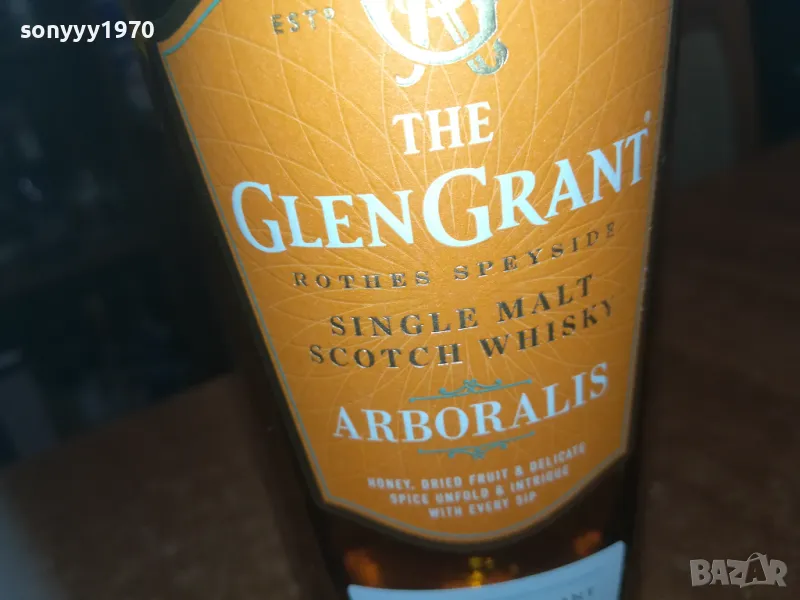 sonyyy1970
ESTD
THE
GLENGRANT
ROTHES SPEYSIDE
SINGLE MALT
SCOTCH WHISKY
ARBORALIS
HONEY, DRIED FRUIT & DELICATE
SPICE UNFOLD & INTRIGUE
WITH EVERY SIP
BAZAR